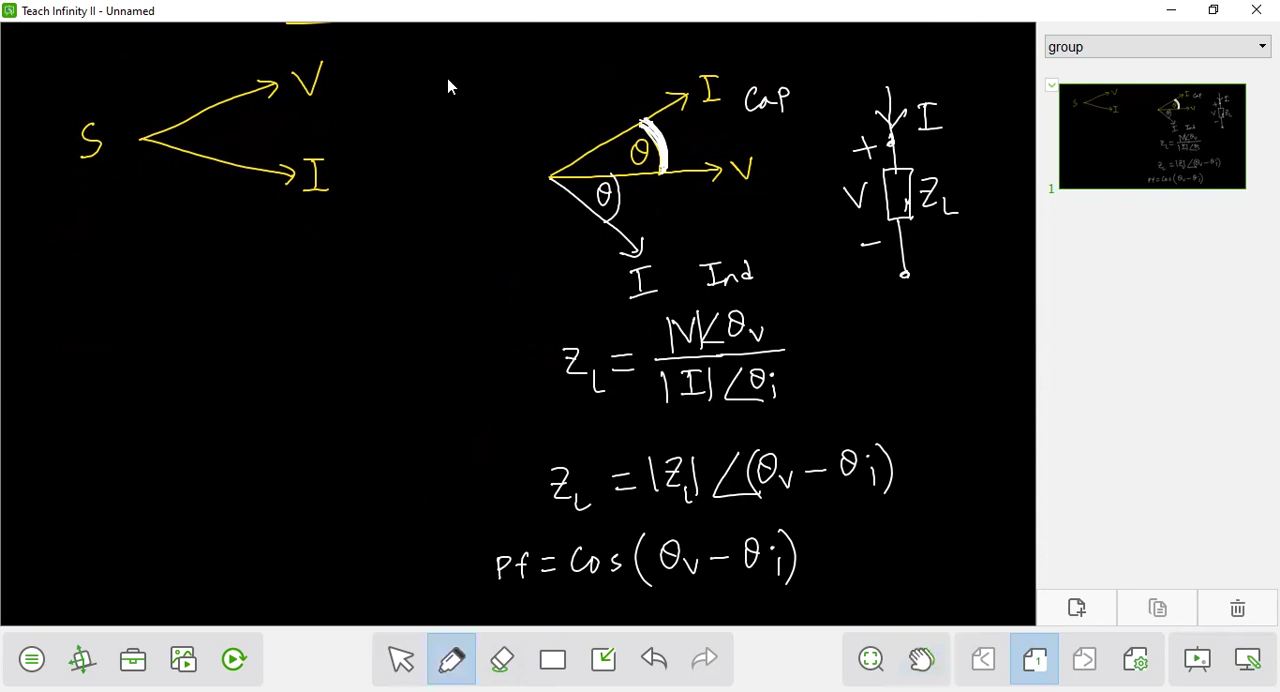 Teach Infinity II - Unnamed
group
S
V
I
I Cap
θ
V
θ
I Ind
I
+
V Z_L
-
Z_L = |V|∠θ_v / |I|∠θ_i
Z_L = |Z_L| ∠(θ_v - θ_i)
Pf = Cos(θ_v - θ_i)
1
1